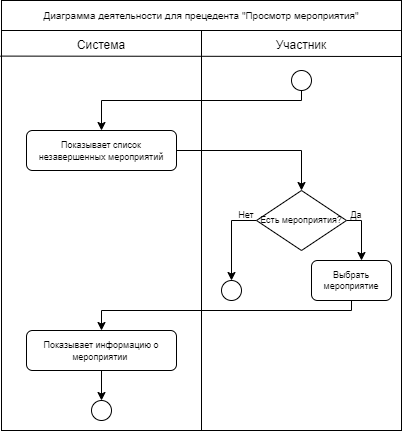 Диаграмма деятельности для прецедента "Просмотр мероприятия"
Система
Участник
Показывает список
незавершенных мероприятий
Есть мероприятия?
Нет
Да
Выбрать
мероприятие
Показывает информацию о
мероприятии